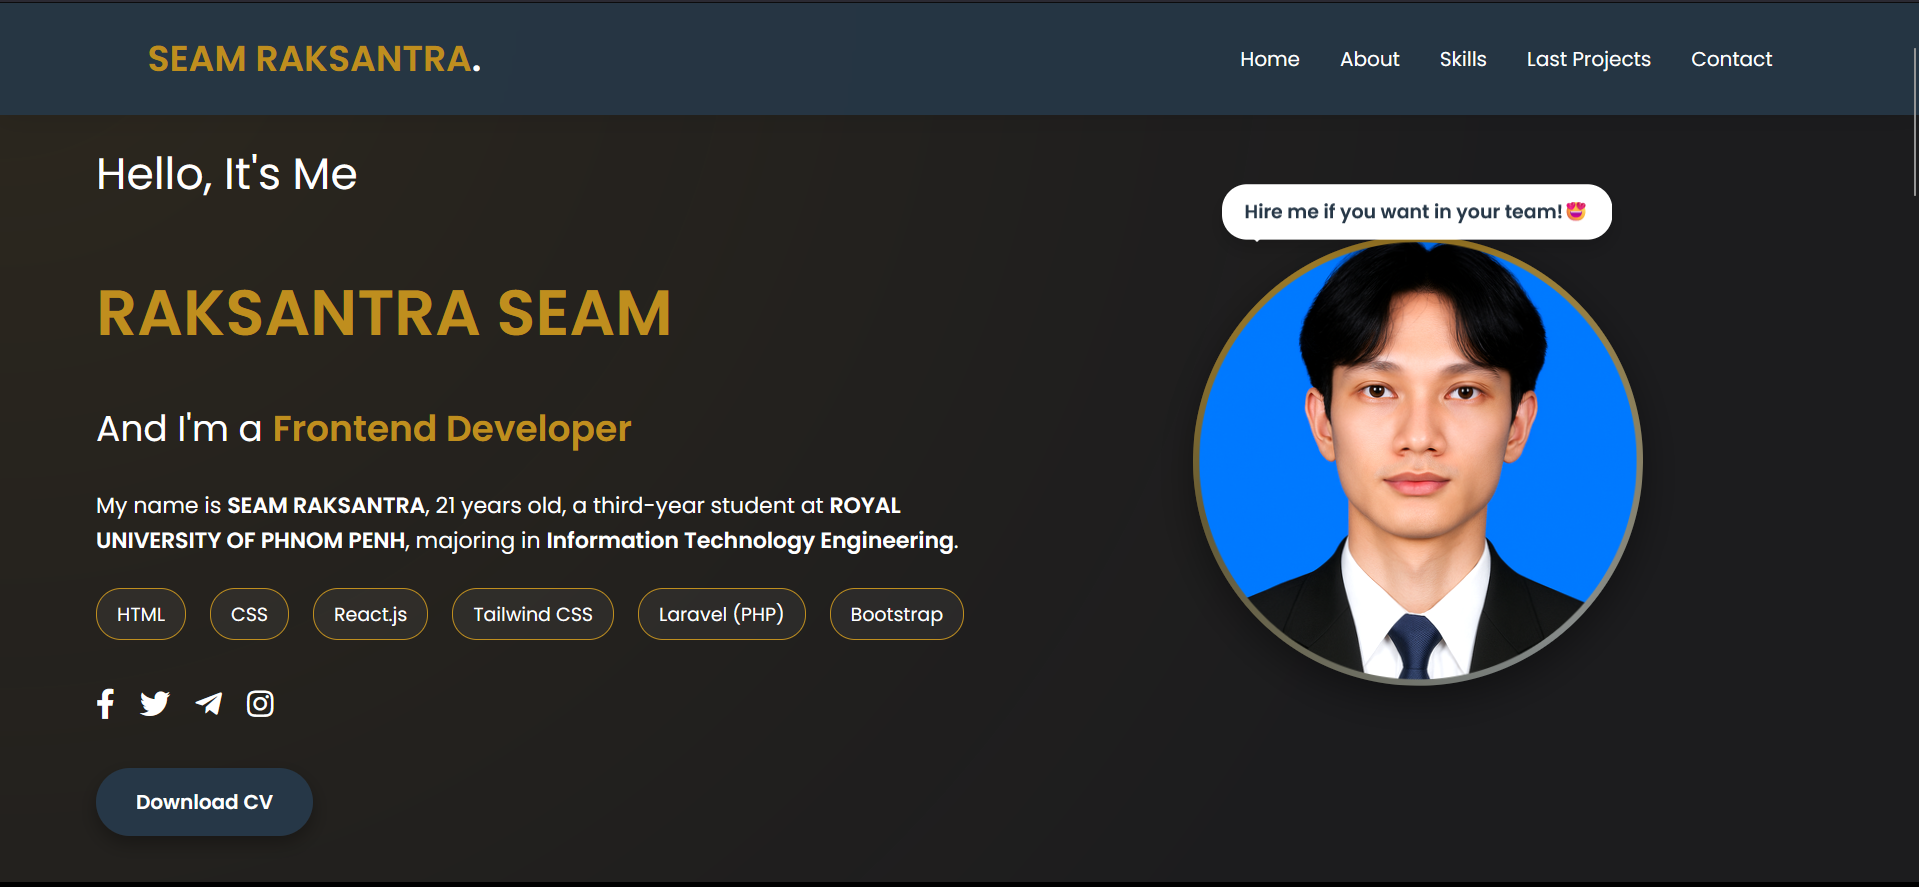 SEAM RAKSANTRA.
Home About Skills Last Projects Contact
Hello, It's Me
Hire me if you want in your team!😍
RAKSANTRA SEAM
And I'm a Frontend Developer
My name is SEAM RAKSANTRA, 21 years old, a third-year student at ROYAL
UNIVERSITY OF PHNOM PENH, majoring in Information Technology Engineering.
HTML CSS React.js Tailwind CSS Laravel (PHP) Bootstrap
Download CV